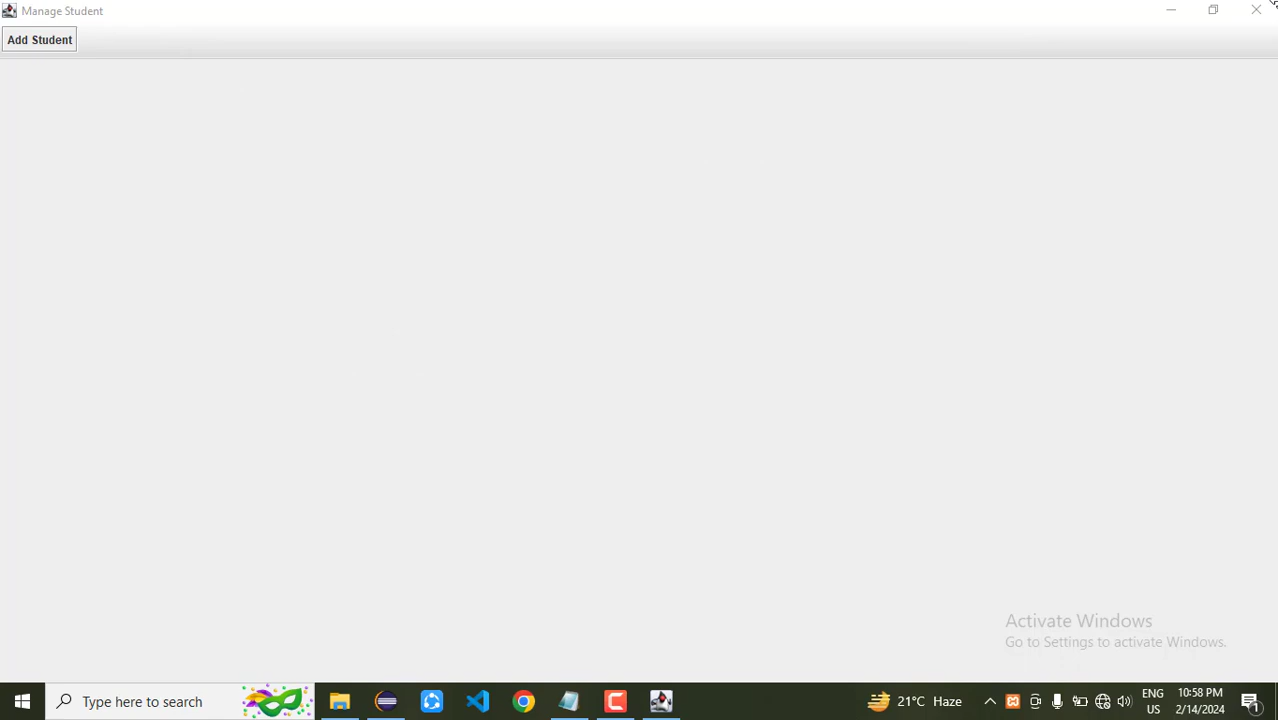 Manage Student
Add Student
Activate Windows
Go to Settings to activate Windows.
Type here to search
21°C Haze
ENG
US
10:58 PM
2/14/2024
1